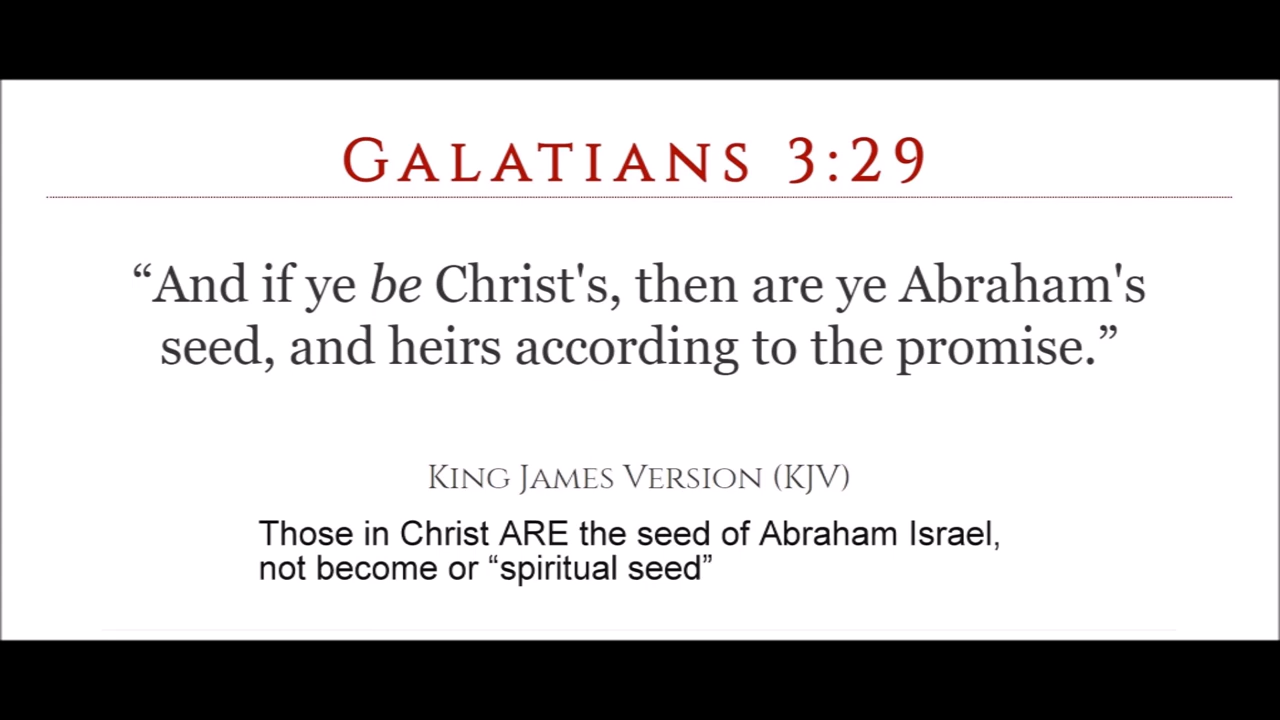 GALATIANS 3:29
“And if ye be Christ's, then are ye Abraham's
seed, and heirs according to the promise.”
KING JAMES VERSION (KJV)
Those in Christ ARE the seed of Abraham Israel,
not become or “spiritual seed”